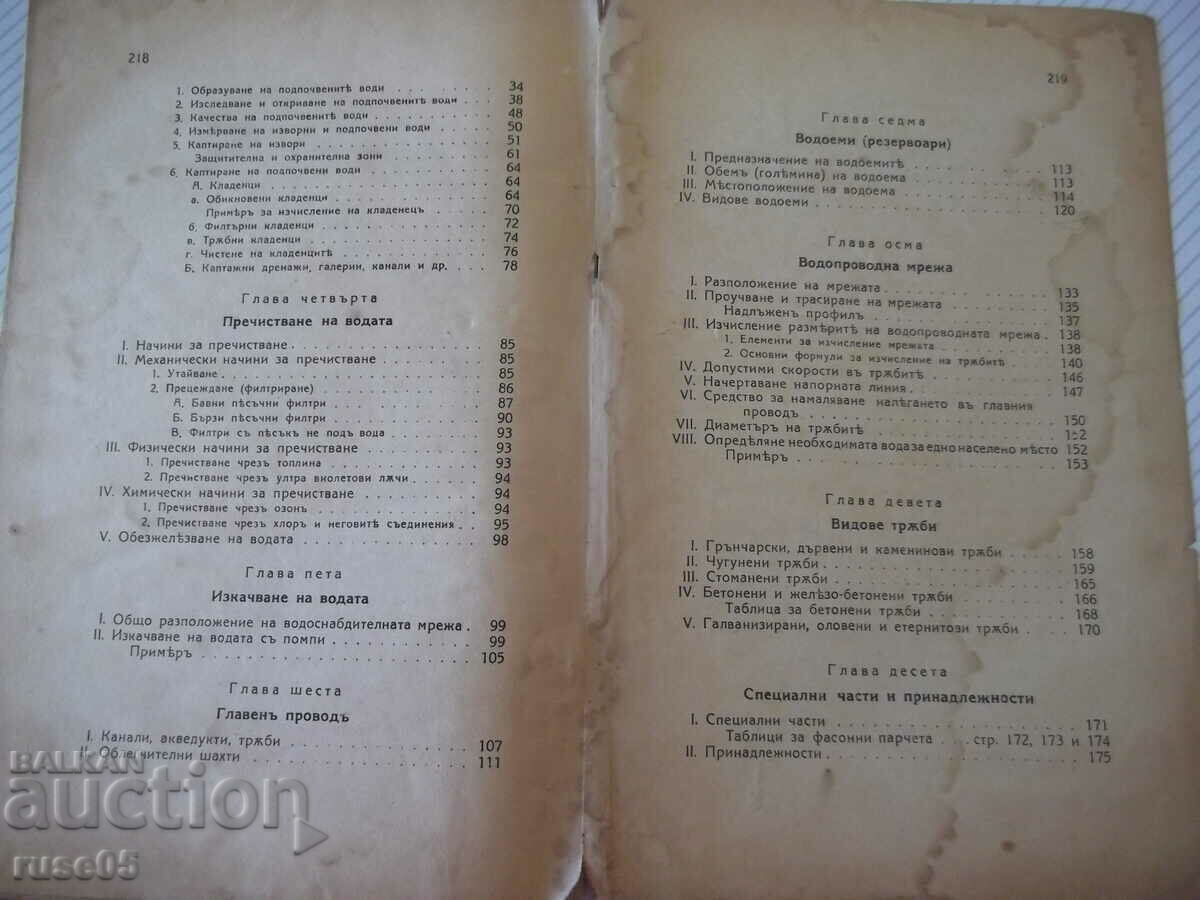 218
1. Образуване на подпочвенитѣ води . . . . . . . 34
2. Изследване и откриване на подпочвенитѣ води . . . 38
3. Качества на подпочвенитѣ води . . . . . . . . 48
4. Измѣрване на изворни и подпочвени води . . . . 50
5. Каптиране на извори . . . . . . . . . . . . 51
Защитителна и охранителна зони . . . . . . . 61
6. Каптиране на подпочвени води . . . . . . . . 64
А. Кладенци . . . . . . . . . . . . . 64
а. Обикновени кладенци . . . . . . . . . 64
Примѣръ за изчисление на кладенецъ . . . . 70
б. Филтърни кладенци . . . . . . . . . . 72
в. Трѫбни кладенци . . . . . . . . . . . 74
г. Чистене на кладенцитѣ . . . . . . . . . 76
Б. Каптажни дренажи, галерии, канали и др. . . . 78
Глава четвърта
Пречистване на водата
I. Начини за пречистване . . . . . . . . . . . 85
II. Механически начини за пречистване . . . . . . . 85
1. Утайване . . . . . . . . . . . . . . . 85
2. Прецеждане (филтриране) . . . . . . . . . 86
А. Бавни пѣсъчни филтри . . . . . . . . . 87
Б. Бързи пѣсъчни филтри . . . . . . . . . 90
В. Филтри съ пѣсъкъ не подъ вода . . . . . . 93
III. Физически начини за пречистване . . . . . . . . 93
1. Пречистване чрезъ топлина . . . . . . . . . 93
2. Пречистване чрезъ ултра виолетови лѫчи . . . . 94
IV. Химически начини за пречистване . . . . . . . . 94
1. Пречистване чрезъ озонъ . . . . . . . . . . 94
2. Пречистване чрезъ хлоръ и неговитѣ съединения . . 95
V. Обезжелѣзване на водата . . . . . . . . . . . 98
Глава пета
Изкачване на водата
I. Общо разположение на водоснабдителната мрежа . 99
II. Изкачване на водата съ помпи . . . . . . . . . 99
Примѣръ . . . . . . . . . . . . . . . . 105
Глава шеста
Главенъ проводъ
I. Канали, акведукти, трѫби . . . . . . . . . . . 107
II. Облекчителни шахти . . . . . . . . . . . . . 111
219
Глава седма
Водоеми (резервоари)
I. Предназначение на водоемитѣ . . . . . . . . . 113
II. Обемъ (голѣмина) на водоема . . . . . . . . . 113
III. Мѣстоположение на водоема . . . . . . . . . . 114
IV. Видове водоеми . . . . . . . . . . . . . . . 120
Глава осма
Водопроводна мрежа
I. Разположение на мрежата . . . . . . . . . . . 133
II. Проучване и трасиране на мрежата . . . . . . . 135
Надлъженъ профилъ . . . . . . . . . . . . 137
III. Изчисление размѣритѣ на водопроводната мрежа . 138
1. Елементи за изчисление мрежата . . . . . . . 138
2. Основни формули за изчисление на трѫбитѣ . . . 140
IV. Допустими скорости въ трѫбитѣ . . . . . . . . 146
V. Начертаване напорната линия . . . . . . . . . 147
VI. Средство за намаляване налѣгането въ главния
проводъ . . . . . . . . . . . . . . . 150
VII. Диаметъръ на трѫбитѣ . . . . . . . . . . . 152
VIII. Опредѣляне необходимата вода за едно населено мѣсто 152
Примѣръ . . . . . . . . . . . . . . . . 153
Глава девета
Видове трѫби
I. Грънчарски, дървени и каменинови трѫби . . . . . 158
II. Чугунени трѫби . . . . . . . . . . . . . . . 159
III. Стоманени трѫби . . . . . . . . . . . . . . 165
IV. Бетонени и желѣзо-бетонени трѫби . . . . . . . 166
Таблица за бетонени трѫби . . . . . . . . . 168
V. Галванизирани, оловени и етернитови трѫби . . . . 170
Глава десета
Специални части и принадлежности
I. Специални части . . . . . . . . . . . . . . 171
Таблици за фасонни парчета . . . . стр. 172, 173 и 174
II. Принадлежности . . . . . . . . . . . . . . . 175
BALKAN
auction
ruse05